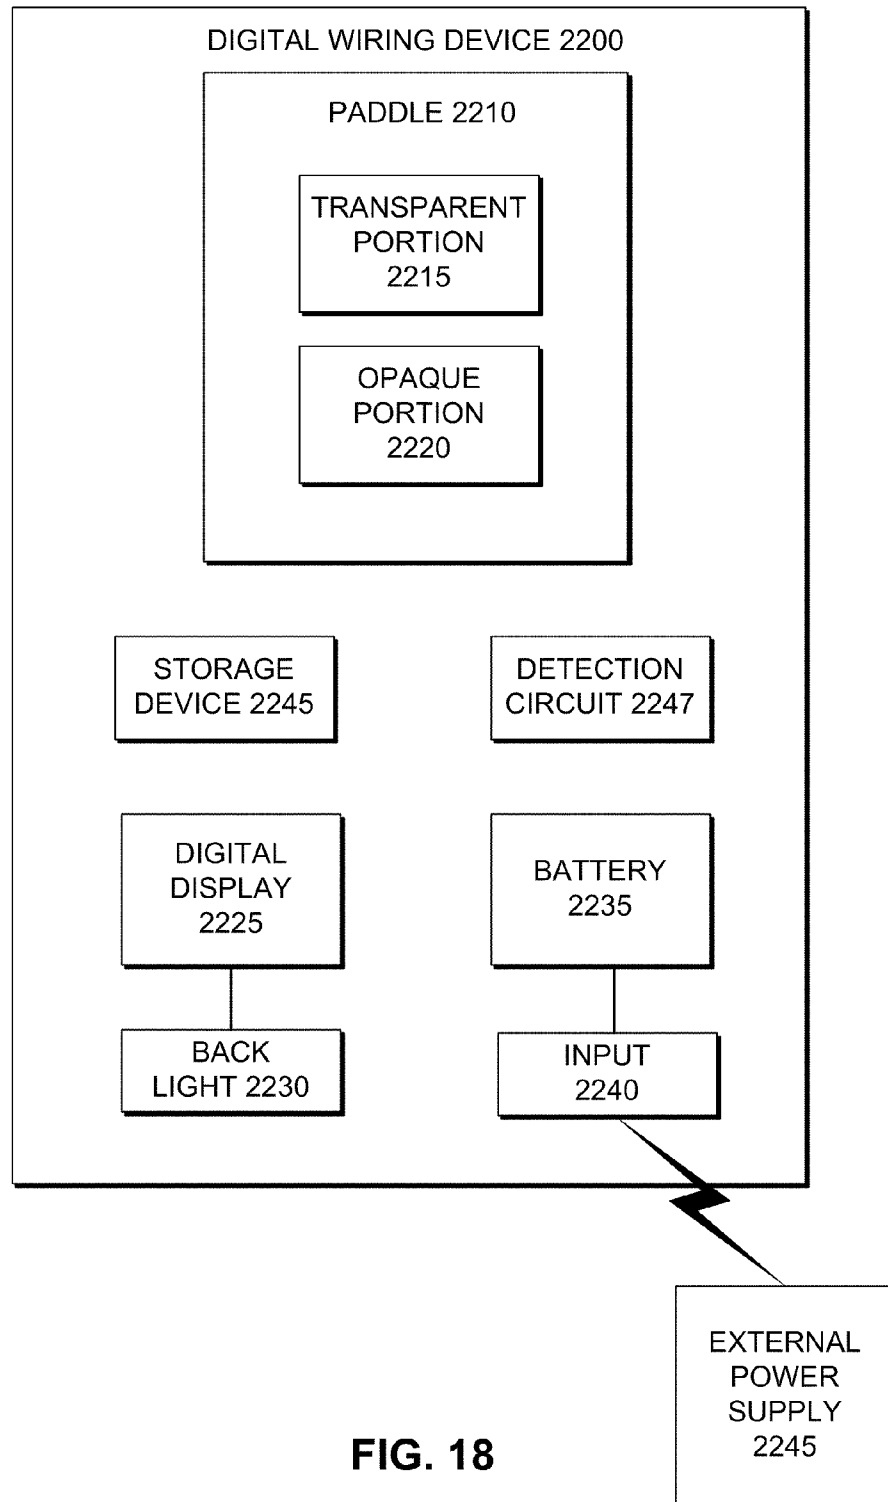 DIGITAL WIRING DEVICE 2200
PADDLE 2210
TRANSPARENT
PORTION
2215
OPAQUE
PORTION
2220
STORAGE
DEVICE 2245
DETECTION
CIRCUIT 2247
DIGITAL
DISPLAY
2225
BATTERY
2235
BACK
LIGHT 2230
INPUT
2240
EXTERNAL
POWER
SUPPLY
2245
FIG. 18